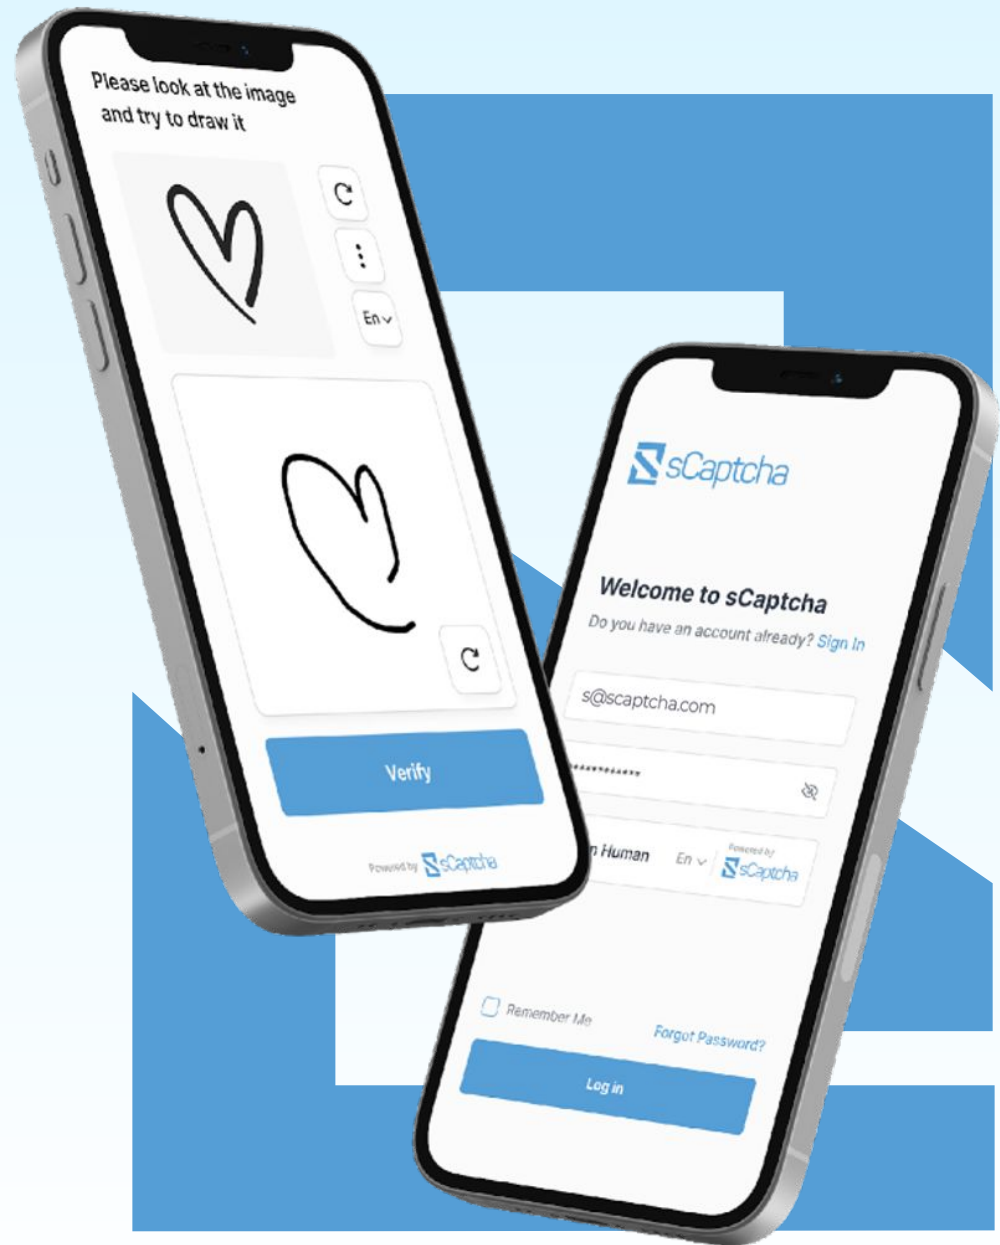 Please look at the image
and try to draw it
En
Verify
Powered by sCaptcha
sCaptcha
Welcome to sCaptcha
Do you have an account already? Sign In
s@scaptcha.com
************
Human
En
Powered by
sCaptcha
Remember Me
Forgot Password?
Log in